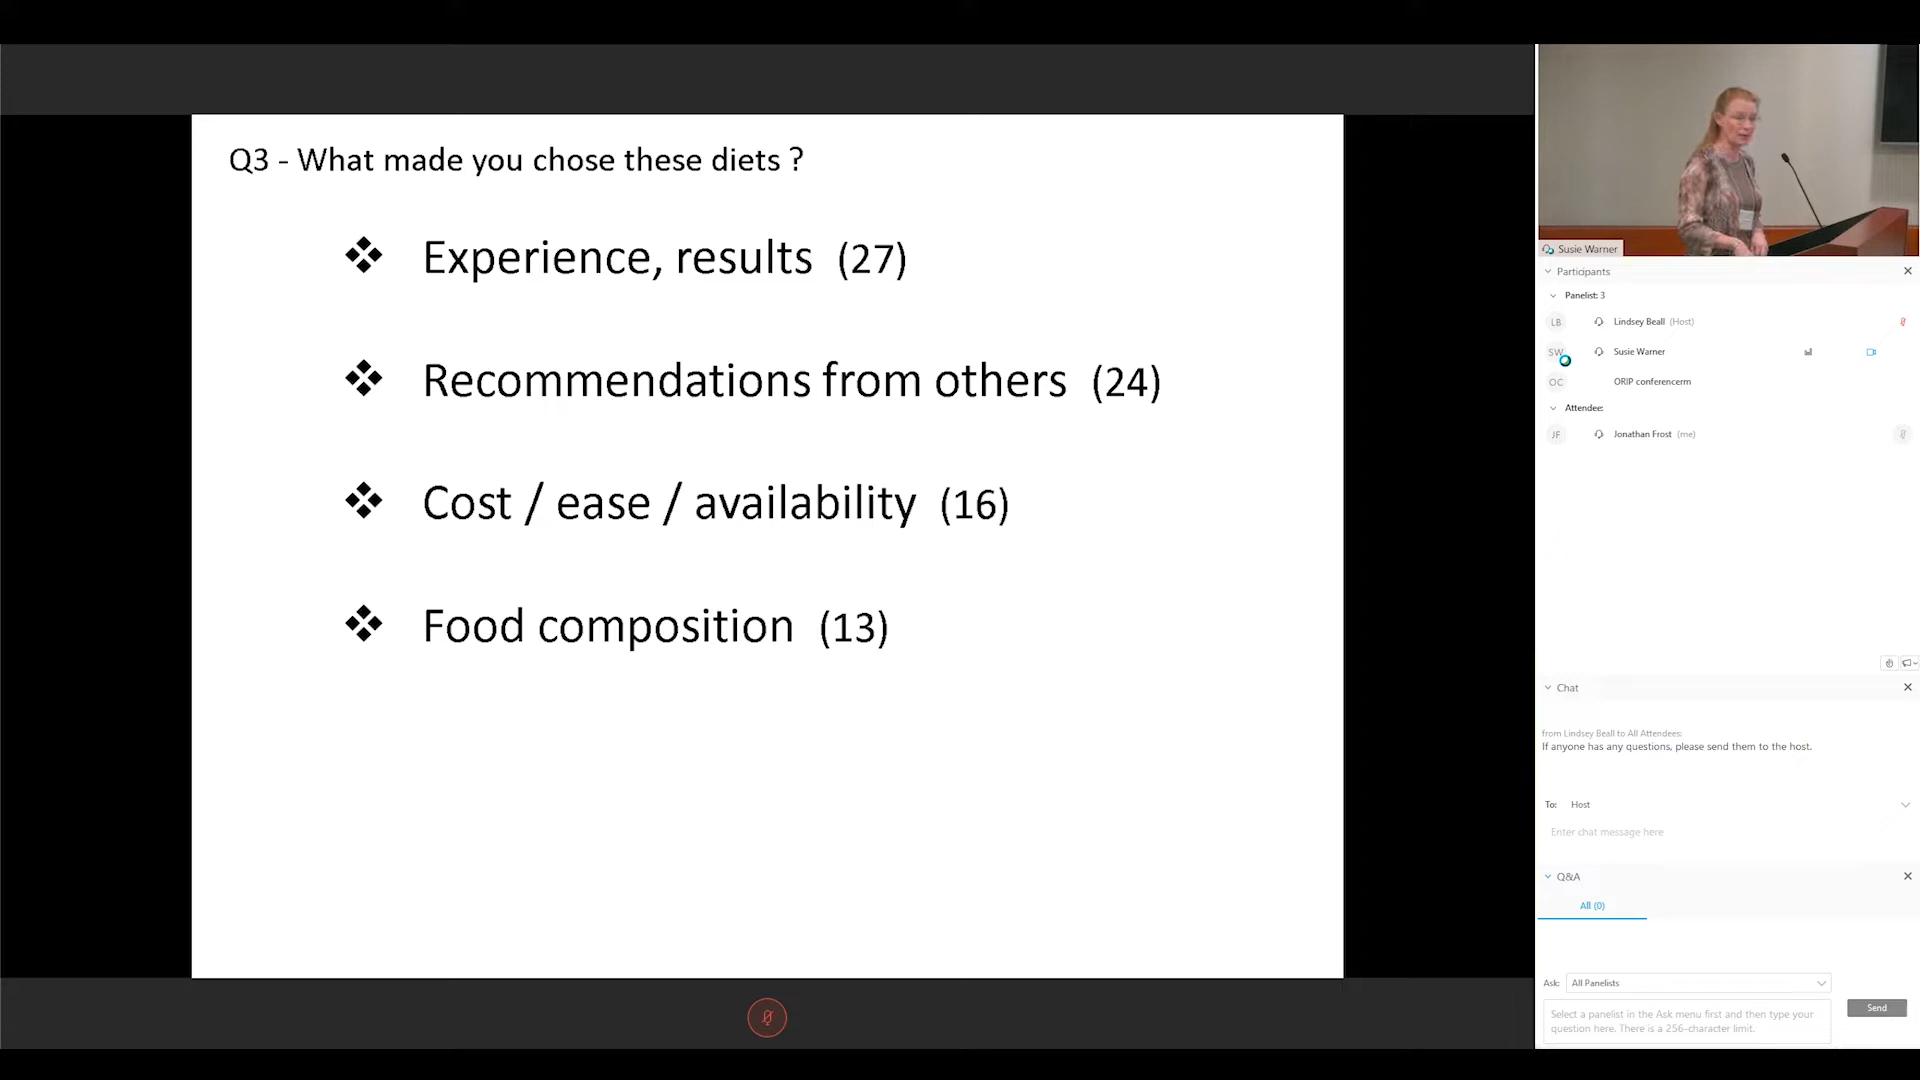 Q3 - What made you chose these diets ?
Experience, results (27)
Recommendations from others (24)
Cost / ease / availability (16)
Food composition (13)
Susie Warner
Participants
Panelist: 3
LB Lindsey Beall (Host)
SW Susie Warner
OC ORIP conferencerm
Attendee:
JF Jonathan Frost (me)
Chat
from Lindsey Beall to All Attendees:
If anyone has any questions, please send them to the host.
To: Host
Enter chat message here
Q&A
All (0)
Ask: All Panelists
Select a panelist in the Ask menu first and then type your
question here. There is a 256-character limit.
Send